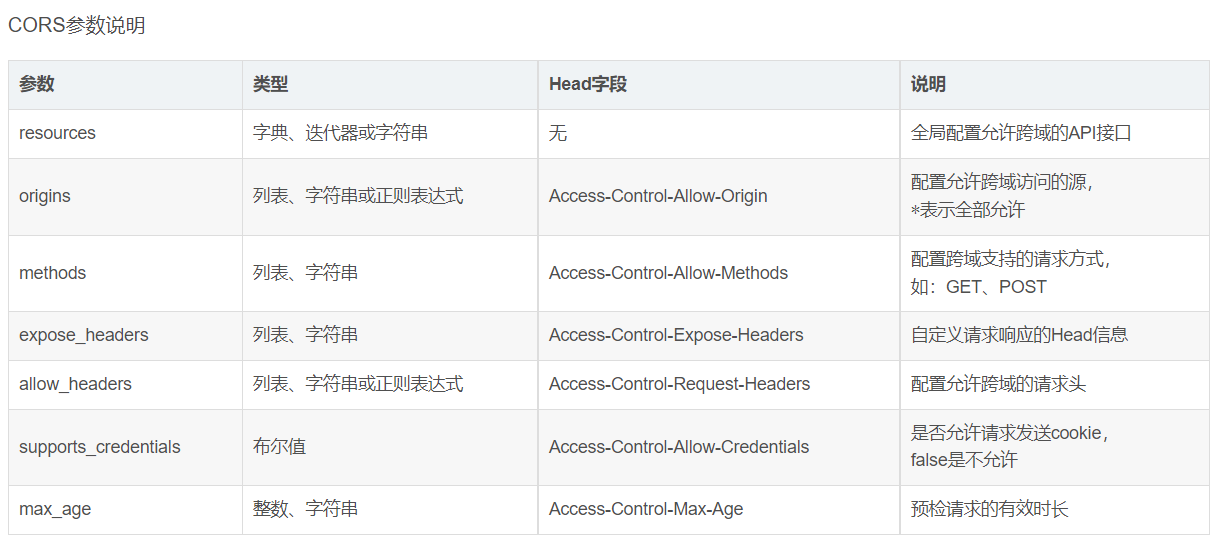 CORS参数说明
参数 类型 Head字段 说明
resources 字典、迭代器或字符串 无 全局配置允许跨域的API接口
origins 列表、字符串或正则表达式 Access-Control-Allow-Origin 配置允许跨域访问的源,
*表示全部允许
methods 列表、字符串 Access-Control-Allow-Methods 配置跨域支持的请求方式,
如：GET、POST
expose_headers 列表、字符串 Access-Control-Expose-Headers 自定义请求响应的Head信息
allow_headers 列表、字符串或正则表达式 Access-Control-Request-Headers 配置允许跨域的请求头
supports_credentials 布尔值 Access-Control-Allow-Credentials 是否允许请求发送cookie,
false是不允许
max_age 整数、字符串 Access-Control-Max-Age 预检请求的有效时长